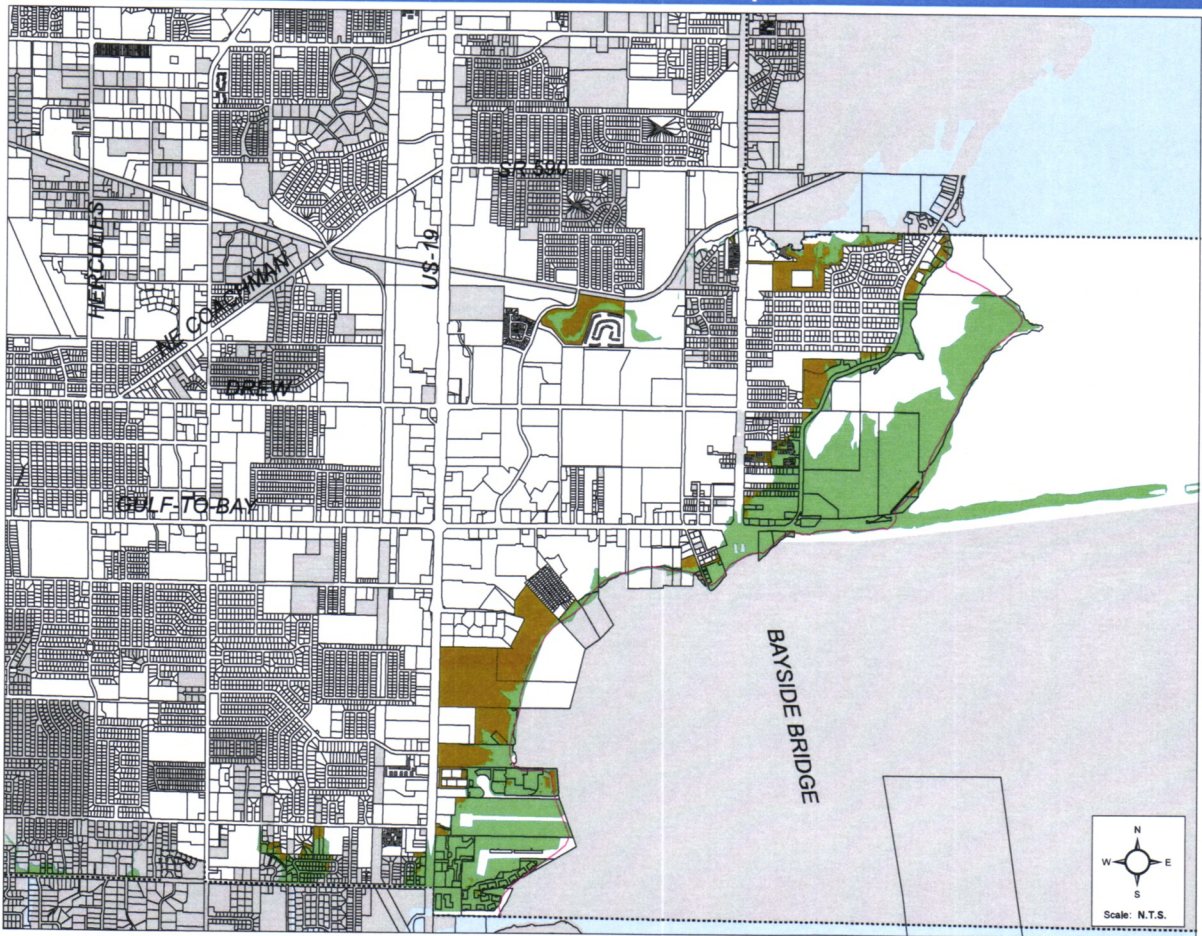 SR 590
HERCULES
US-19
NE COACHMAN
DREW
GULF-TO-BAY
BAYSIDE BRIDGE
N
W
E
S
Scale: N.T.S.